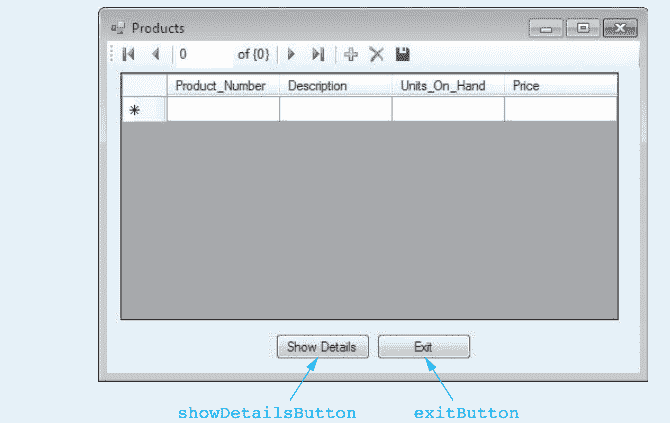 Products
0 of {0}
Product_Number Description Units_On_Hand Price
Show Details Exit
showDetailsButton exitButton